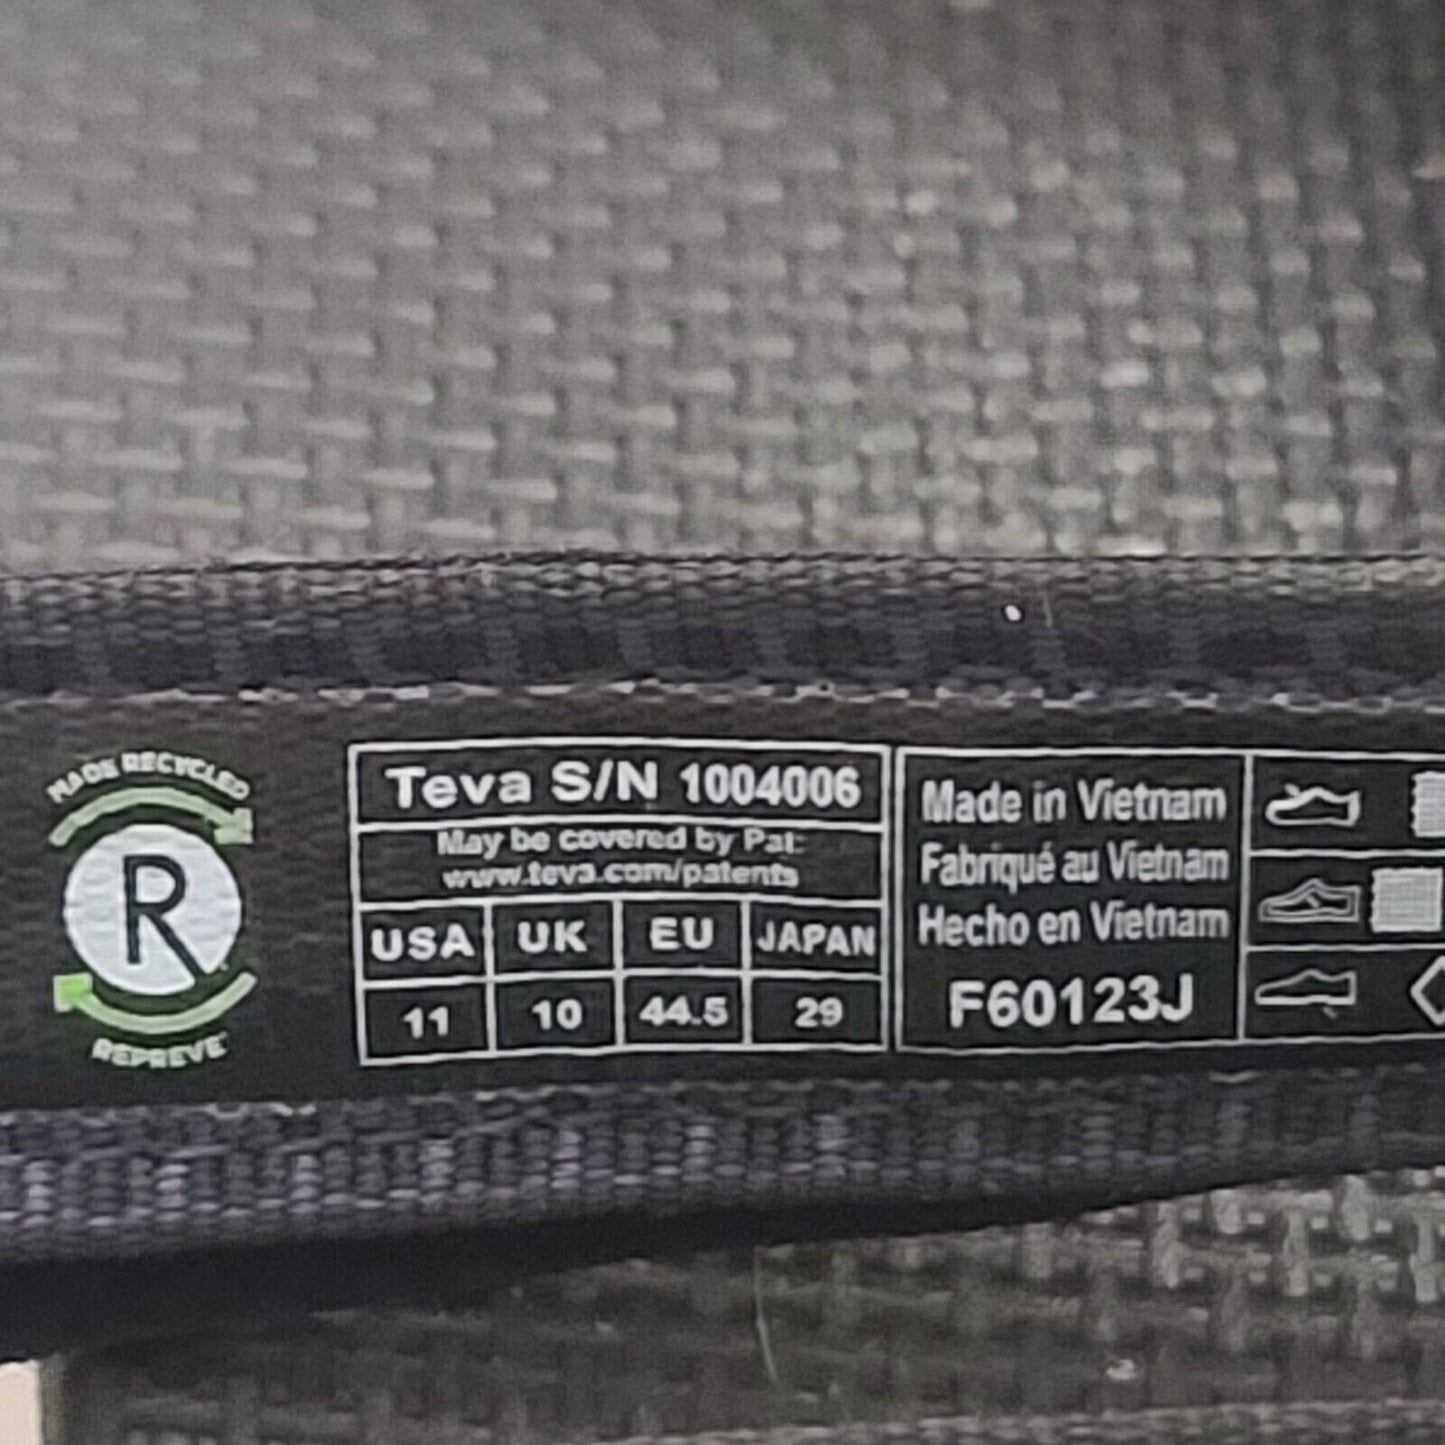 MADE RECYCLED
R
REPREVE
Teva S/N 1004006
May be covered by Pat:
www.teva.com/patents
USA UK EU JAPAN
11 10 44.5 29
Made in Vietnam
Fabriqué au Vietnam
Hecho en Vietnam
F60123J